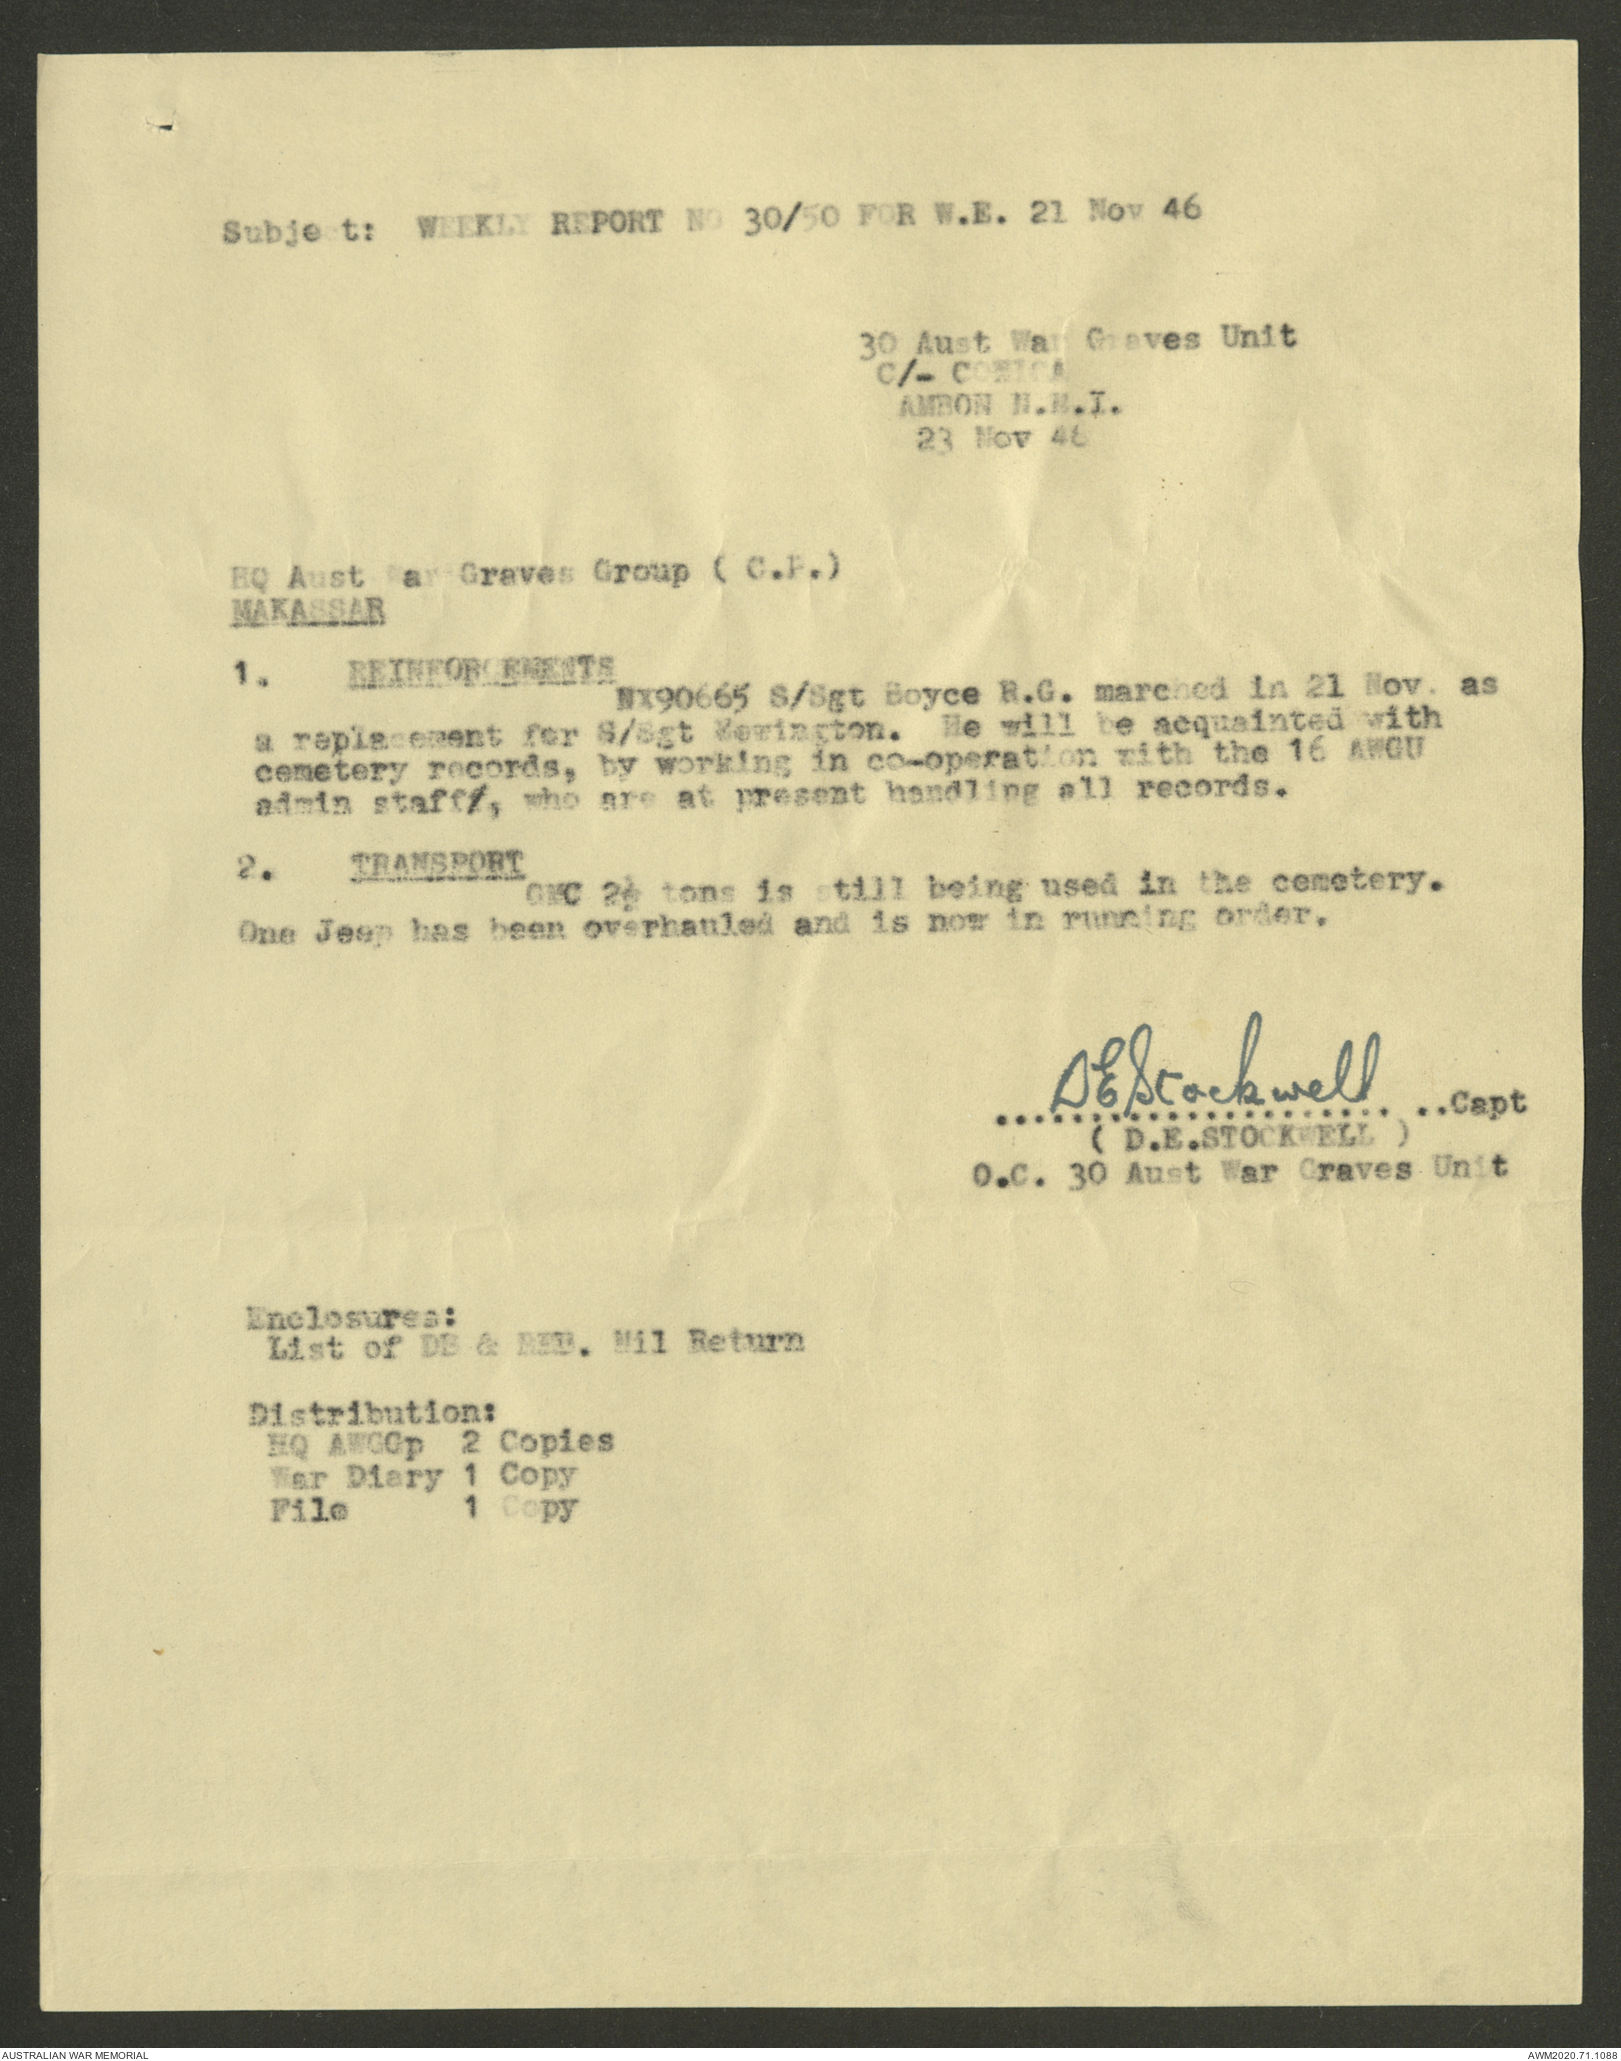 Subject: WEEKLY REPORT NO 30/50 FOR W.E. 21 Nov 46
30 Aust War Graves Unit
C/- CONICA
AMBON N.E.I.
23 Nov 46
HQ Aust War Graves Group ( C.P.)
MAKASSAR
1. REINFORCEMENTS
NX90665 S/Sgt Boyce R.G. marched in 21 Nov. as
a replacement for S/Sgt Kewington. He will be acquainted with
cemetery records, by working in co-operation with the 16 AWGU
admin staff/, who are at present handling all records.
2. TRANSPORT
GMC 2½ tons is still being used in the cemetery.
One Jeep has been overhauled and is now in running order.
DEStockwell
...................... ..Capt
( D.E.STOCKWELL )
O.C. 30 Aust War Graves Unit
Enclosures:
List of DB & Nil Return
Distribution:
HQ AWGGp 2 Copies
War Diary 1 Copy
File 1 Copy
AUSTRALIAN WAR MEMORIAL
AWM2020.71.1088